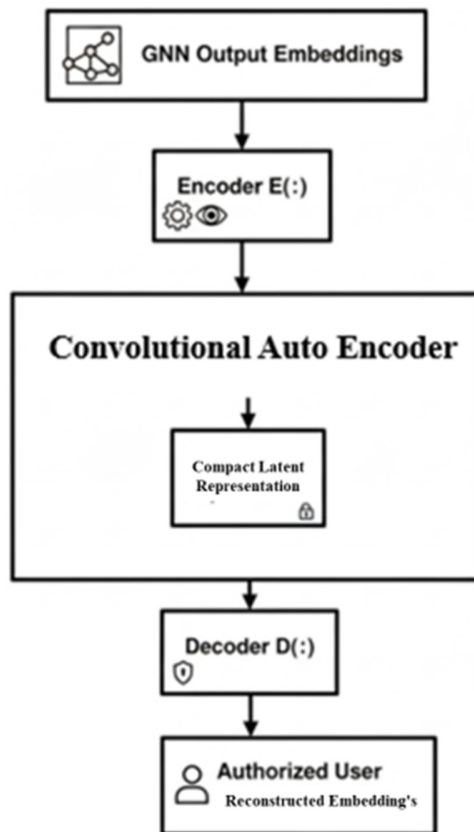 GNN Output Embeddings
Encoder E(:)
Convolutional Auto Encoder
Compact Latent
Representation
Decoder D(:)
Authorized User
Reconstructed Embedding's